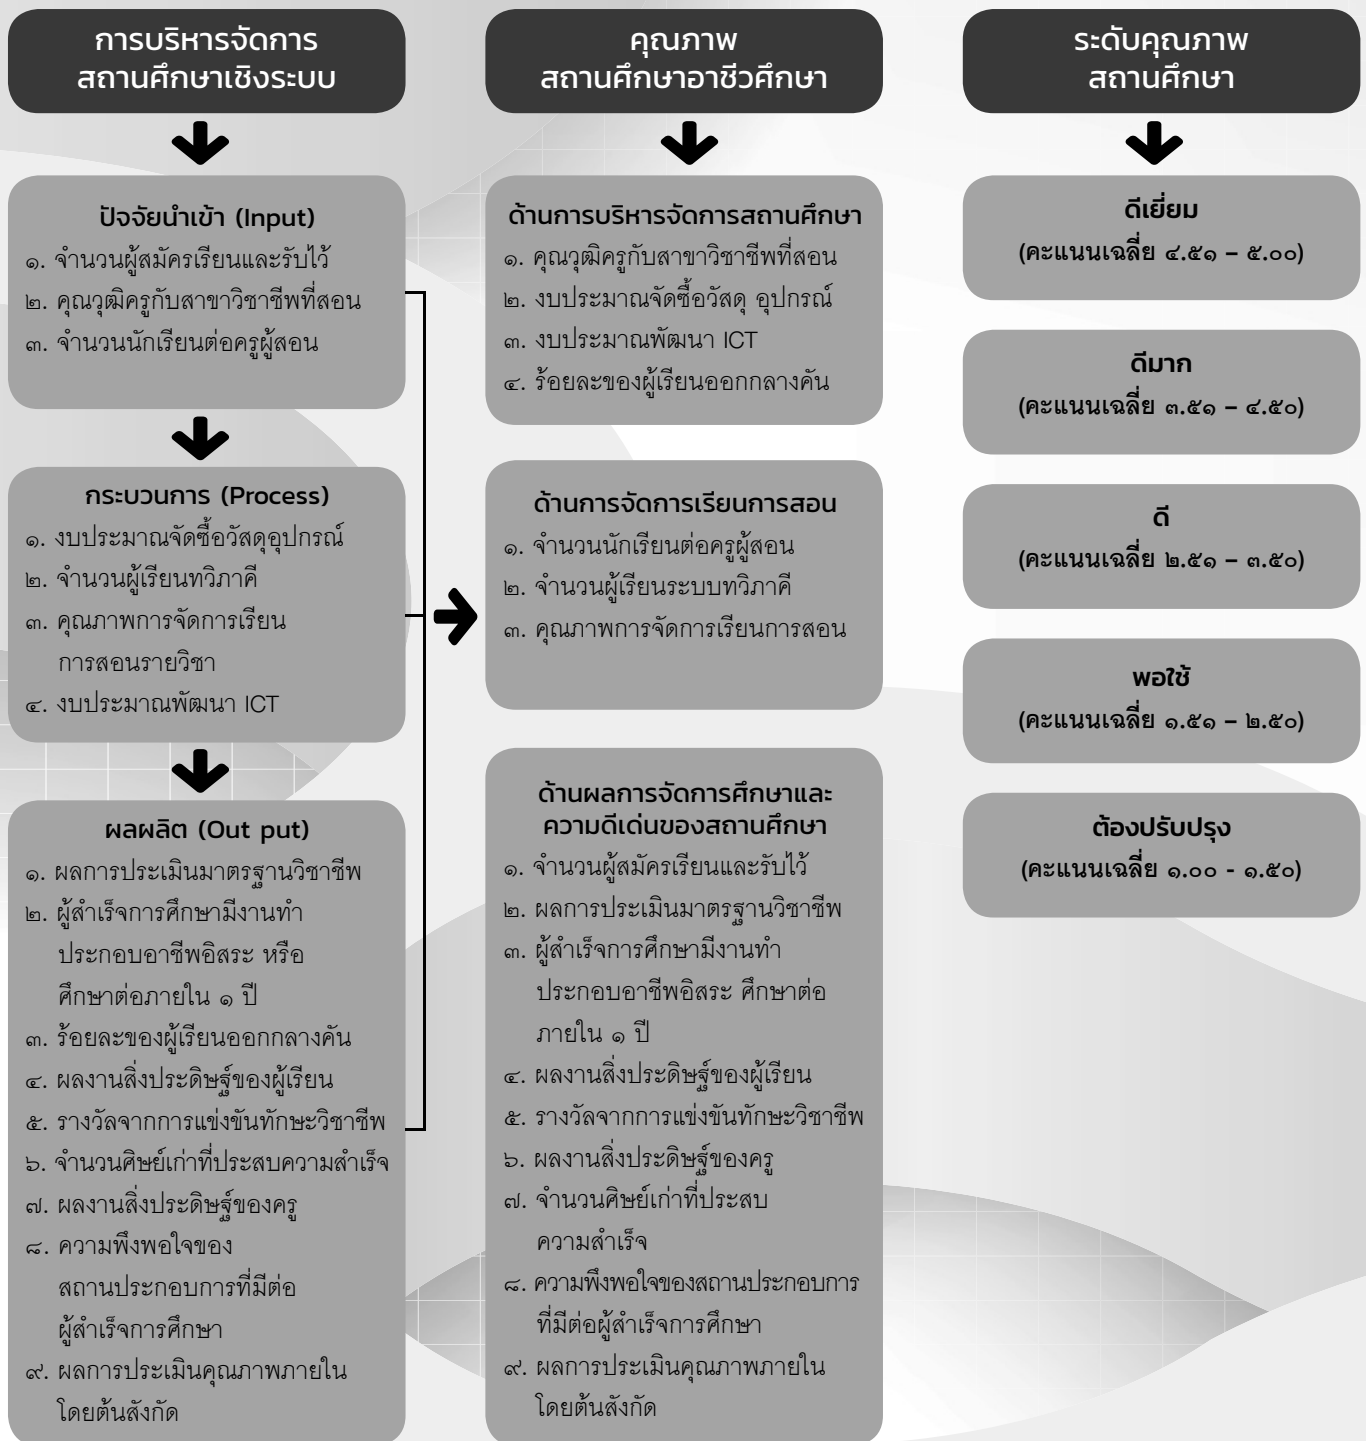 การบริหารจัดการ
สถานศึกษาเชิงระบบ
ปัจจัยนำเข้า (Input)
๑. จำนวนผู้สมัครเรียนและรับไว้
๒. คุณวุฒิครูกับสาขาวิชาชีพที่สอน
๓. จำนวนนักเรียนต่อครูผู้สอน
กระบวนการ (Process)
๑. งบประมาณจัดซื้อวัสดุอุปกรณ์
๒. จำนวนผู้เรียนทวิภาคี
๓. คุณภาพการจัดการเรียน
การสอนรายวิชา
๔. งบประมาณพัฒนา ICT
ผลผลิต (Out put)
๑. ผลการประเมินมาตรฐานวิชาชีพ
๒. ผู้สำเร็จการศึกษามีงานทำ
ประกอบอาชีพอิสระ หรือ
ศึกษาต่อภายใน ๑ ปี
๓. ร้อยละของผู้เรียนออกกลางคัน
๔. ผลงานสิ่งประดิษฐ์ของผู้เรียน
๕. รางวัลจากการแข่งขันทักษะวิชาชีพ
๖. จำนวนศิษย์เก่าที่ประสบความสำเร็จ
๗. ผลงานสิ่งประดิษฐ์ของครู
๘. ความพึงพอใจของ
สถานประกอบการที่มีต่อ
ผู้สำเร็จการศึกษา
๙. ผลการประเมินคุณภาพภายใน
โดยต้นสังกัด
คุณภาพ
สถานศึกษาอาชีวศึกษา
ด้านการบริหารจัดการสถานศึกษา
๑. คุณวุฒิครูกับสาขาวิชาชีพที่สอน
๒. งบประมาณจัดซื้อวัสดุ อุปกรณ์
๓. งบประมาณพัฒนา ICT
๔. ร้อยละของผู้เรียนออกกลางคัน
ด้านการจัดการเรียนการสอน
๑. จำนวนนักเรียนต่อครูผู้สอน
๒. จำนวนผู้เรียนระบบทวิภาคี
๓. คุณภาพการจัดการเรียนการสอน
ด้านผลการจัดการศึกษาและ
ความดีเด่นของสถานศึกษา
๑. จำนวนผู้สมัครเรียนและรับไว้
๒. ผลการประเมินมาตรฐานวิชาชีพ
๓. ผู้สำเร็จการศึกษามีงานทำ
ประกอบอาชีพอิสระ ศึกษาต่อ
ภายใน ๑ ปี
๔. ผลงานสิ่งประดิษฐ์ของผู้เรียน
๕. รางวัลจากการแข่งขันทักษะวิชาชีพ
๖. ผลงานสิ่งประดิษฐ์ของครู
๗. จำนวนศิษย์เก่าที่ประสบ
ความสำเร็จ
๘. ความพึงพอใจของสถานประกอบการ
ที่มีต่อผู้สำเร็จการศึกษา
๙. ผลการประเมินคุณภาพภายใน
โดยต้นสังกัด
ระดับคุณภาพ
สถานศึกษา
ดีเยี่ยม
(คะแนนเฉลี่ย ๔.๕๑ – ๕.๐๐)
ดีมาก
(คะแนนเฉลี่ย ๓.๕๑ – ๔.๕๐)
ดี
(คะแนนเฉลี่ย ๒.๕๑ – ๓.๕๐)
พอใช้
(คะแนนเฉลี่ย ๑.๕๑ – ๒.๕๐)
ต้องปรับปรุง
(คะแนนเฉลี่ย ๑.๐๐ - ๑.๕๐)